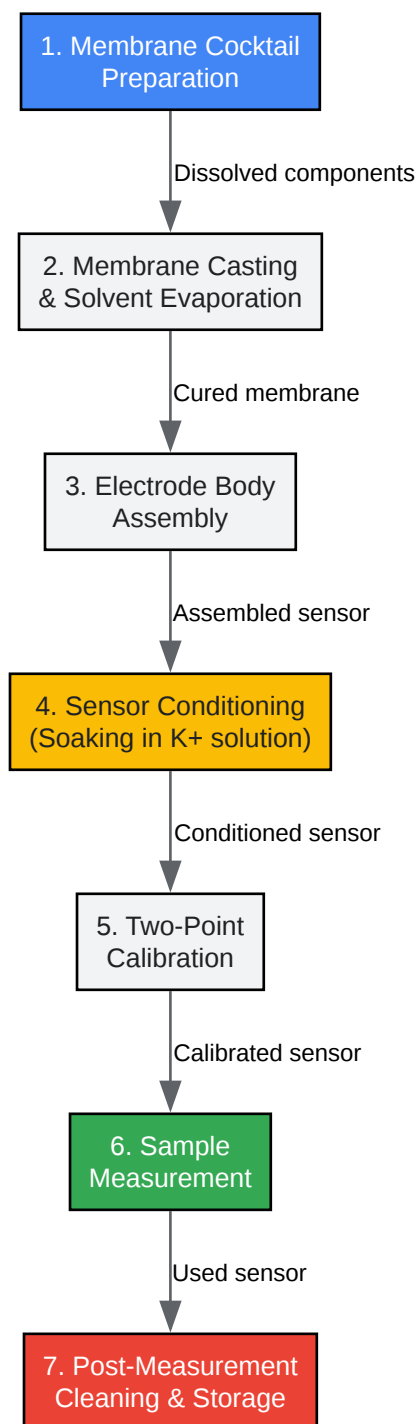 1. Membrane Cocktail
Preparation
Dissolved components
2. Membrane Casting
& Solvent Evaporation
Cured membrane
3. Electrode Body
Assembly
Assembled sensor
4. Sensor Conditioning
(Soaking in K+ solution)
Conditioned sensor
5. Two-Point
Calibration
Calibrated sensor
6. Sample
Measurement
Used sensor
7. Post-Measurement
Cleaning & Storage